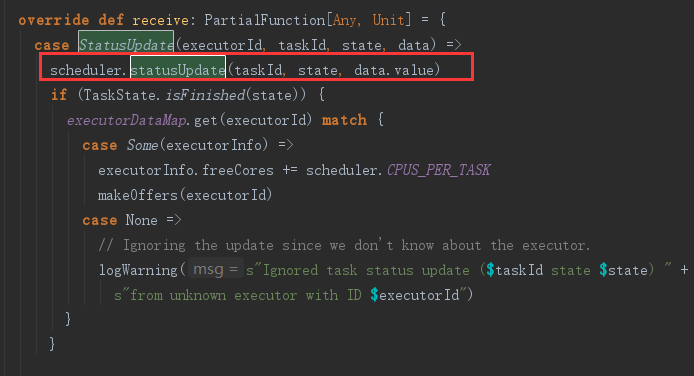 override def receive: PartialFunction[Any, Unit] = {
case StatusUpdate(executorId, taskId, state, data) =>
scheduler.statusUpdate(taskId, state, data.value)
if (TaskState.isFinished(state)) {
executorDataMap.get(executorId) match {
case Some(executorInfo) =>
executorInfo.freeCores += scheduler.CPUS_PER_TASK
makeOffers(executorId)
case None =>
// Ignoring the update since we don't know about the executor.
logWarning( msg = s"Ignored task status update ($taskId state $state) " +
s"from unknown executor with ID $executorId")
}
}